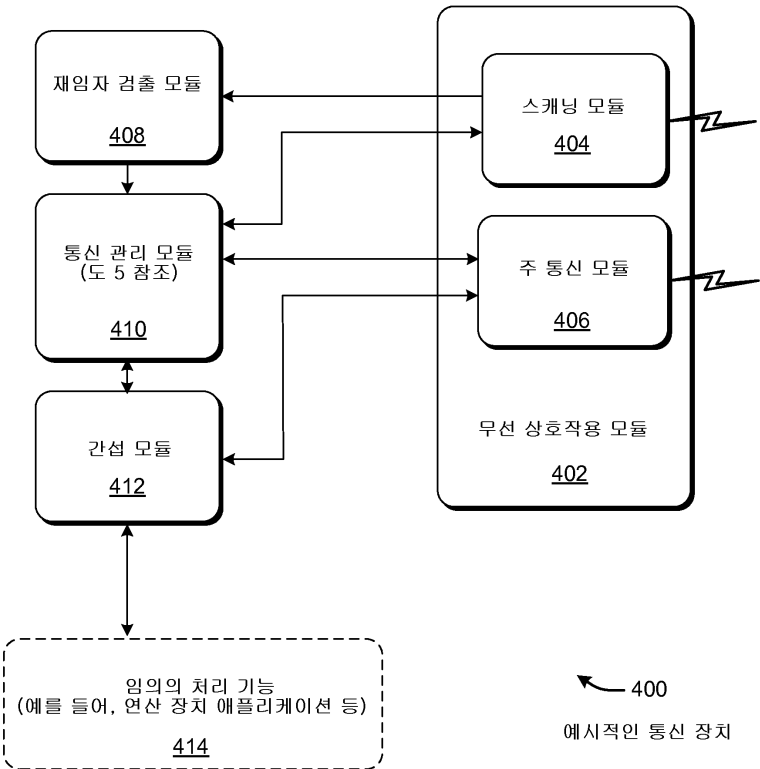 재임자 검출 모듈
408
스캐닝 모듈
404
통신 관리 모듈
(도 5 참조)
410
주 통신 모듈
406
간섭 모듈
412
무선 상호작용 모듈
402
임의의 처리 기능
(예를 들어, 연산 장치 애플리케이션 등)
414
400
예시적인 통신 장치